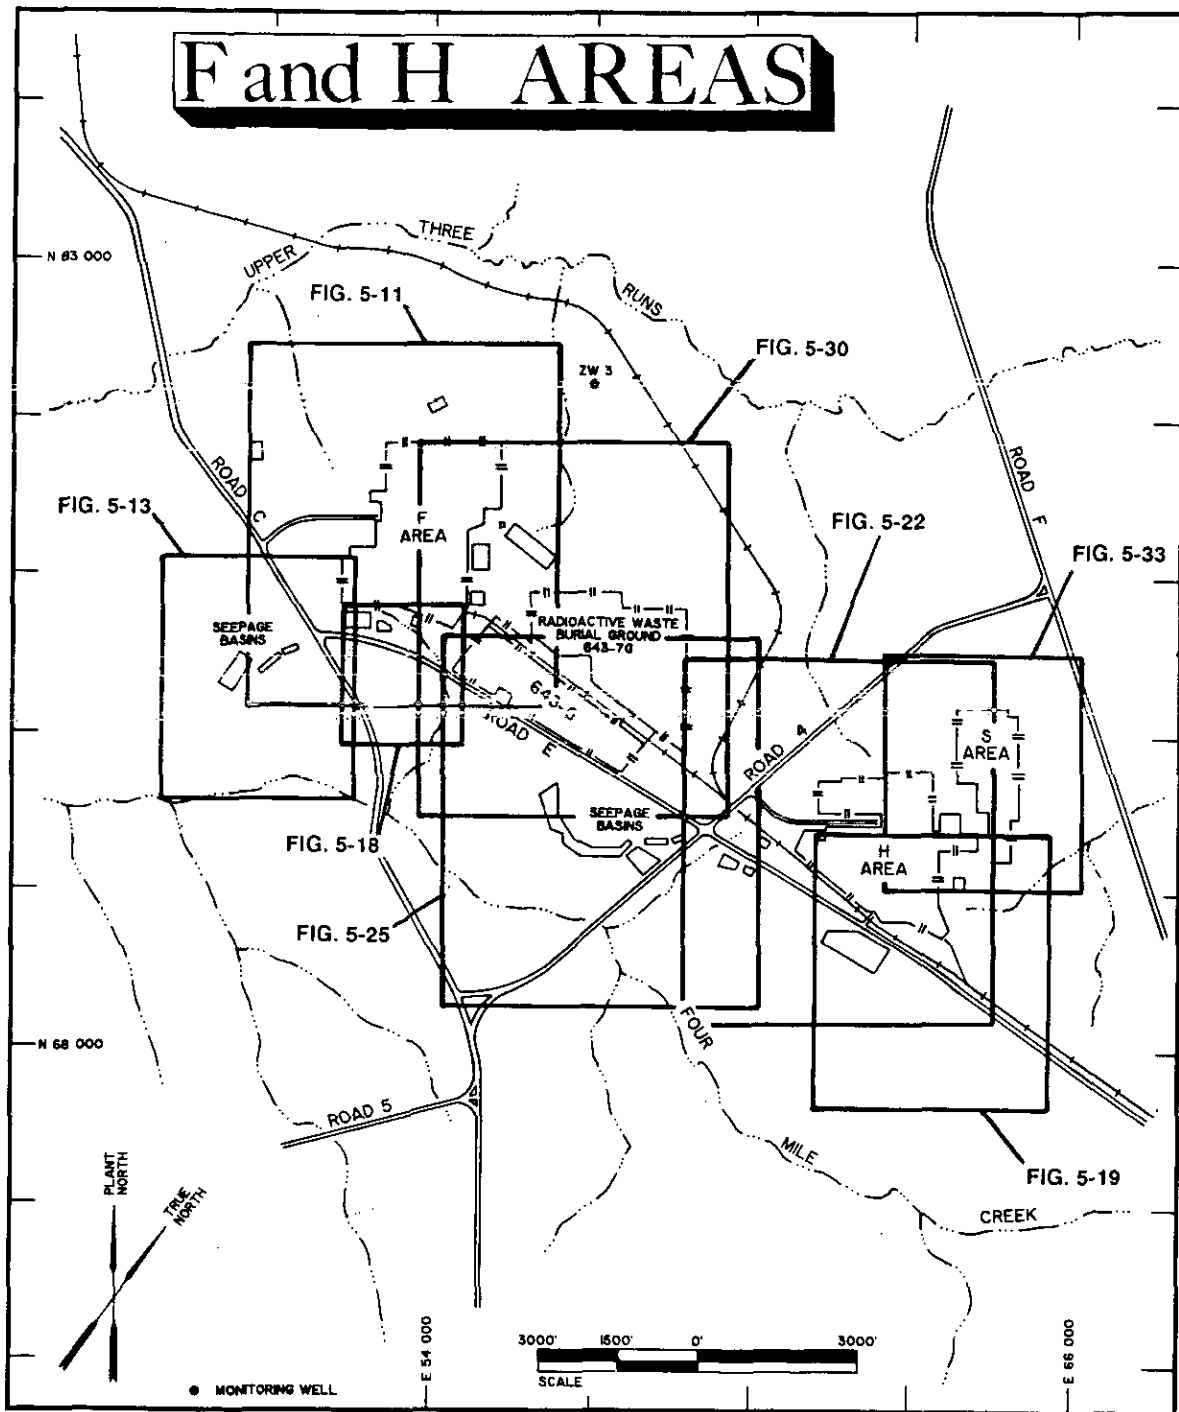 F and H AREAS
UPPER
THREE
RUNS
N 83 000
FIG. 5-11
FIG. 5-30
ZW 3
ROAD C
ROAD F
FIG. 5-13
F
AREA
FIG. 5-22
FIG. 5-33
SEEPAGE
BASINS
RADIOACTIVE WASTE
BURIAL GROUND
643-7G
643-G
ROAD E
ROAD 4
S
AREA
FIG. 5-18
SEEPAGE
BASINS
H
AREA
FIG. 5-25
FOUR
N 68 000
ROAD 5
MILE
FIG. 5-19
CREEK
PLANT
NORTH
TRUE
NORTH
3000' 1500' 0' 3000'
SCALE
E 54 000
E 66 000
MONITORING WELL